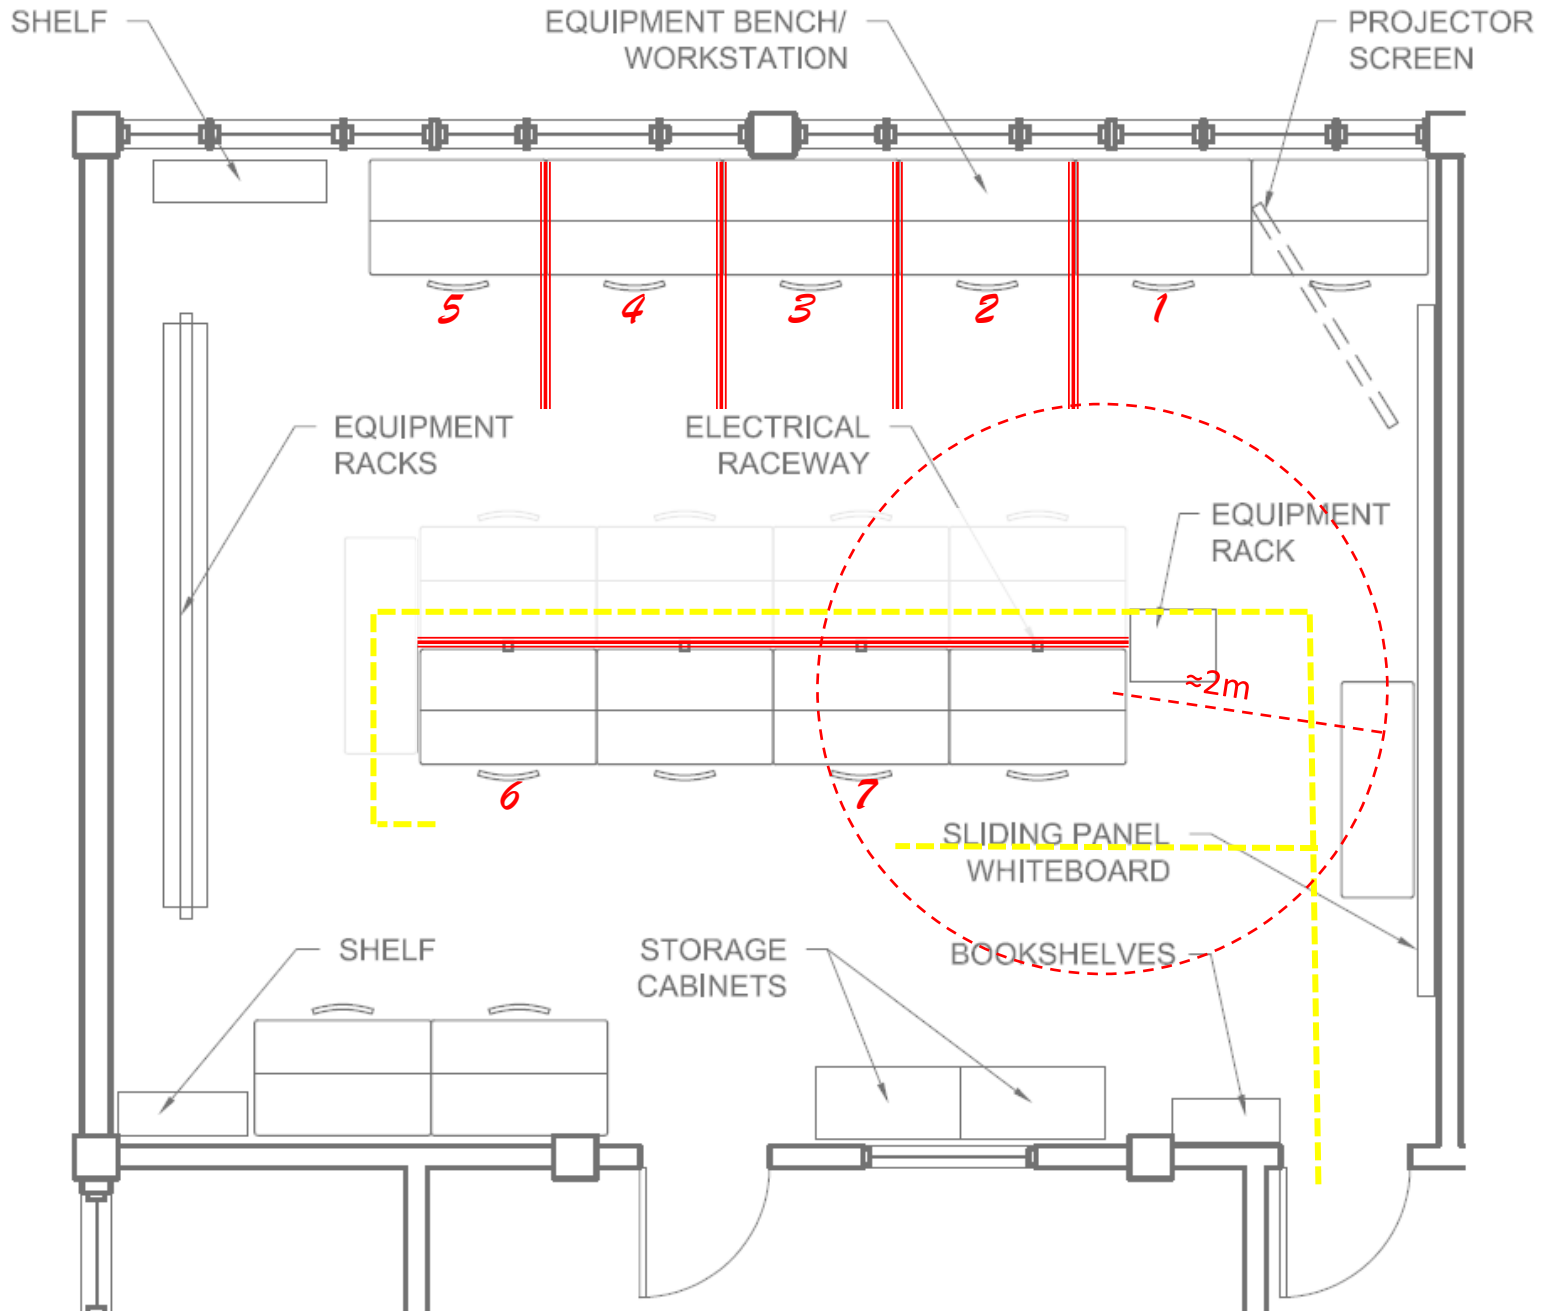 SHELF
EQUIPMENT BENCH/
WORKSTATION
PROJECTOR
SCREEN
5
4
3
2
1
EQUIPMENT
RACKS
ELECTRICAL
RACEWAY
EQUIPMENT
RACK
≈2m
6
7
SLIDING PANEL
WHITEBOARD
SHELF
STORAGE
CABINETS
BOOKSHELVES